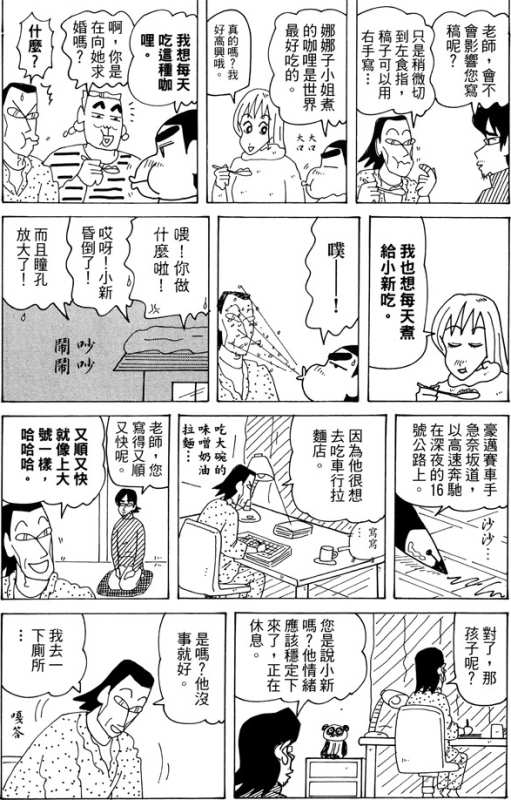 老師，會不
會影響您寫
稿呢？
只是稍微切
到左食指，
稿子可以用
右手寫…
娜娜子小姐煮
的咖哩是世界
最好吃的。
大口
大口
真的嗎？我
好高興哦。
我想每天
吃這種咖
哩。
啊，你是
在向她求
婚嗎？
什麼？
我也想每天煮
給小新吃。
噗——！
喂！你做
什麼啦！
哎呀！小新
昏倒了！
而且瞳孔
放大了！
吵吵
鬧鬧
豪邁賽車手
急奈坂道，
以高速奔馳
在深夜的16
號公路上。
沙沙…
因為他很想
去吃車行拉
麵店。
寫寫…
吃大碗的
味噌奶油
拉麵…
老師，您
寫得又順
又快呢。
又順又快
就像上大
號一樣，
哈哈哈。
對了，那
孩子呢？
您是說小新
嗎？他情緒
應該穩定下
來了，正在
休息。
是嗎？他沒
事就好。
我去一
下廁所
…
嘎答